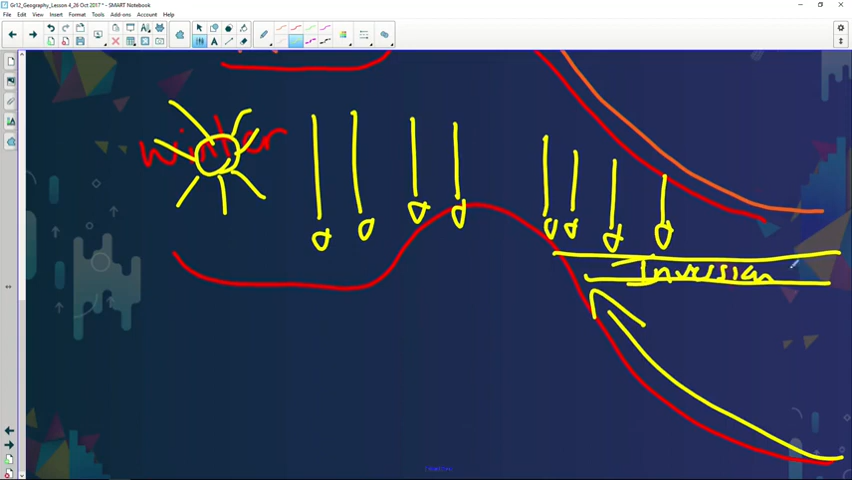 Gr12_Geography_Lesson 4_26 Oct 2017 * - SMART Notebook
File Edit View Insert Format Tools Add-ons Account Help
Winter
Inversion